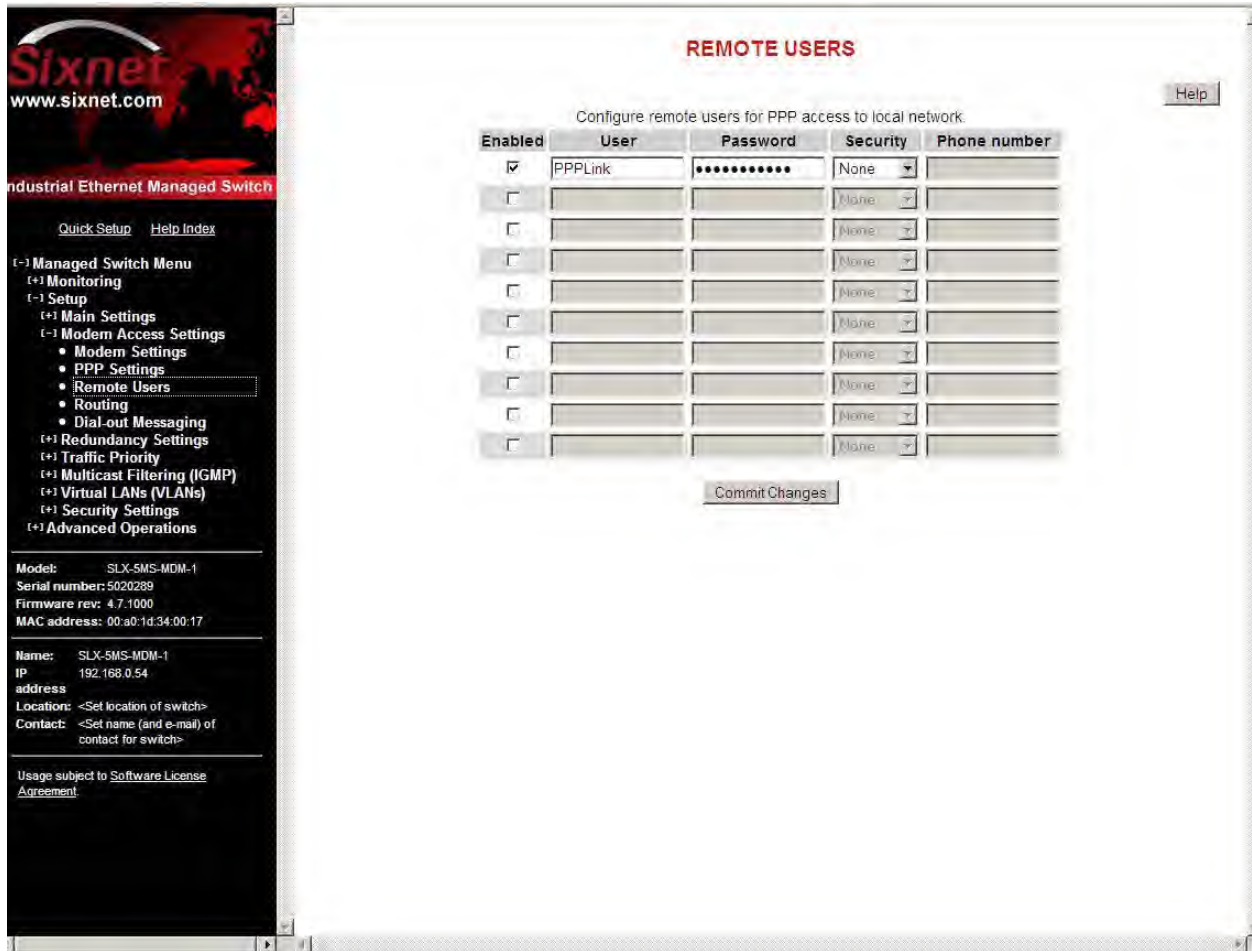 Sixnet
www.sixnet.com
ndustrial Ethernet Managed Switch
Quick Setup Help Index
[-] Managed Switch Menu
[+] Monitoring
[-] Setup
[+] Main Settings
[-] Modem Access Settings
• Modem Settings
• PPP Settings
• Remote Users
• Routing
• Dial-out Messaging
[+] Redundancy Settings
[+] Traffic Priority
[+] Multicast Filtering (IGMP)
[+] Virtual LANs (VLANs)
[+] Security Settings
[+] Advanced Operations
Model: SLX-5MS-MDM-1
Serial number: 5020289
Firmware rev: 4.7.1000
MAC address: 00:a0:1d:34:00:17
Name: SLX-5MS-MDM-1
IP address 192.168.0.54
Location: <Set location of switch>
Contact: <Set name (and e-mail) of
contact for switch>
Usage subject to Software License
Agreement.
REMOTE USERS
Help
Configure remote users for PPP access to local network.
Enabled User Password Security Phone number
PPPLink ••••••••••• None
None
None
None
None
None
None
None
None
None
Commit Changes